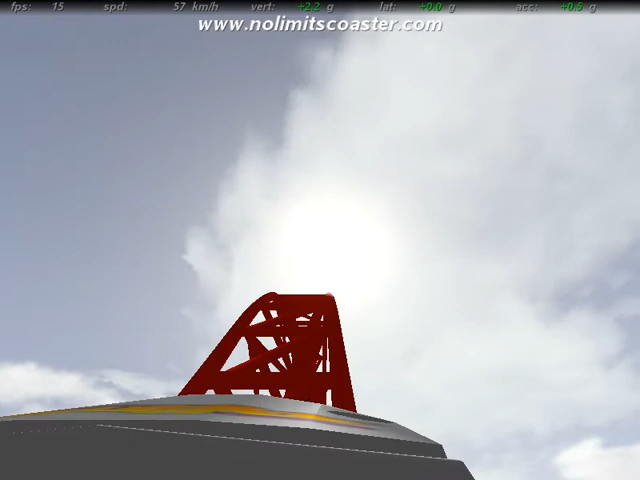 fps: 15 spd: 57 km/h vert: +2.2 g lat: +0.0 g acc: +0.5 g
www.nolimitscoaster.com